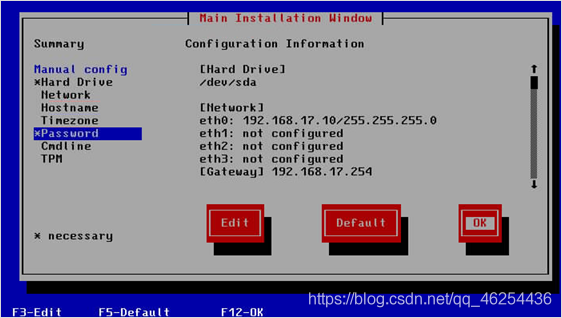 Main Installation Window
Summary
Configuration Information
Manual config
*Hard Drive
Network
Hostname
Timezone
*Password
Cmdline
TPM
[Hard Drive]
/dev/sda
[Network]
eth0: 192.168.17.10/255.255.255.0
eth1: not configured
eth2: not configured
eth3: not configured
[Gateway] 192.168.17.254
Edit
Default
OK
* necessary
https://blog.csdn.net/qq_46254436
F3-Edit F5-Default F12-OK